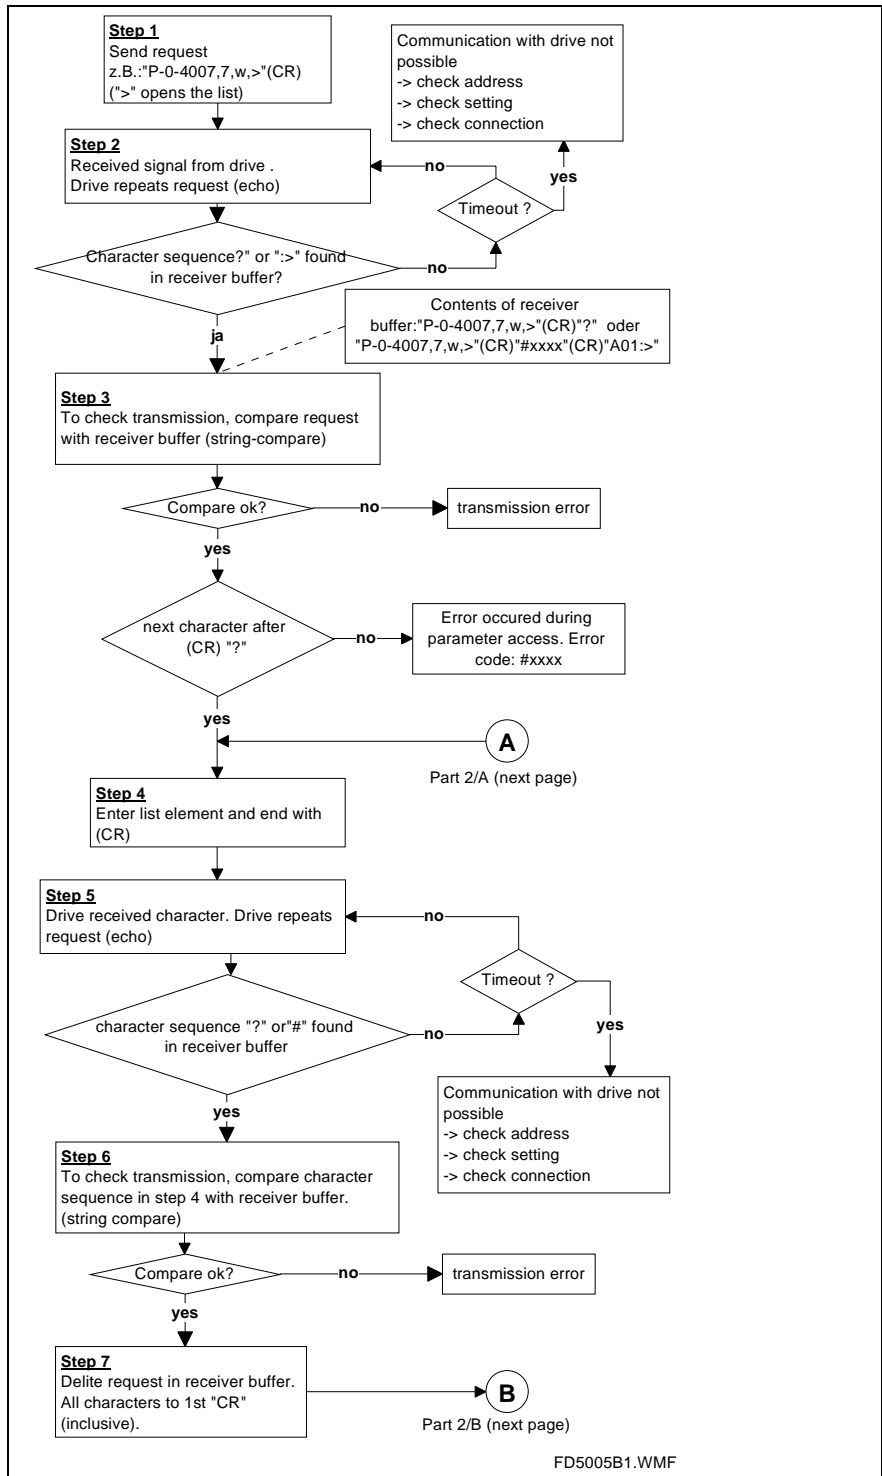 Step 1
Send request
z.B.:"P-0-4007,7,w,>"(CR)
(">" opens the list)
Communication with drive not
possible
-> check address
-> check setting
-> check connection
Step 2
Received signal from drive .
Drive repeats request (echo)
no
yes
Timeout ?
Character sequence?" or ":>" found
in receiver buffer?
no
ja
Contents of receiver
buffer:"P-0-4007,7,w,>"(CR)"?" oder
"P-0-4007,7,w,>"(CR)"#xxxx"(CR)"A01:>"
Step 3
To check transmission, compare request
with receiver buffer (string-compare)
Compare ok?
no
transmission error
yes
next character after
(CR) "?"
no
Error occured during
parameter access. Error
code: #xxxx
yes
A
Part 2/A (next page)
Step 4
Enter list element and end with
(CR)
Step 5
Drive received character. Drive repeats
request (echo)
no
Timeout ?
yes
character sequence "?" or"#" found
in receiver buffer
no
yes
Communication with drive not
possible
-> check address
-> check setting
-> check connection
Step 6
To check transmission, compare character
sequence in step 4 with receiver buffer.
(string compare)
Compare ok?
no
transmission error
yes
Step 7
Delite request in receiver buffer.
All characters to 1st "CR"
(inclusive).
B
Part 2/B (next page)
FD5005B1.WMF